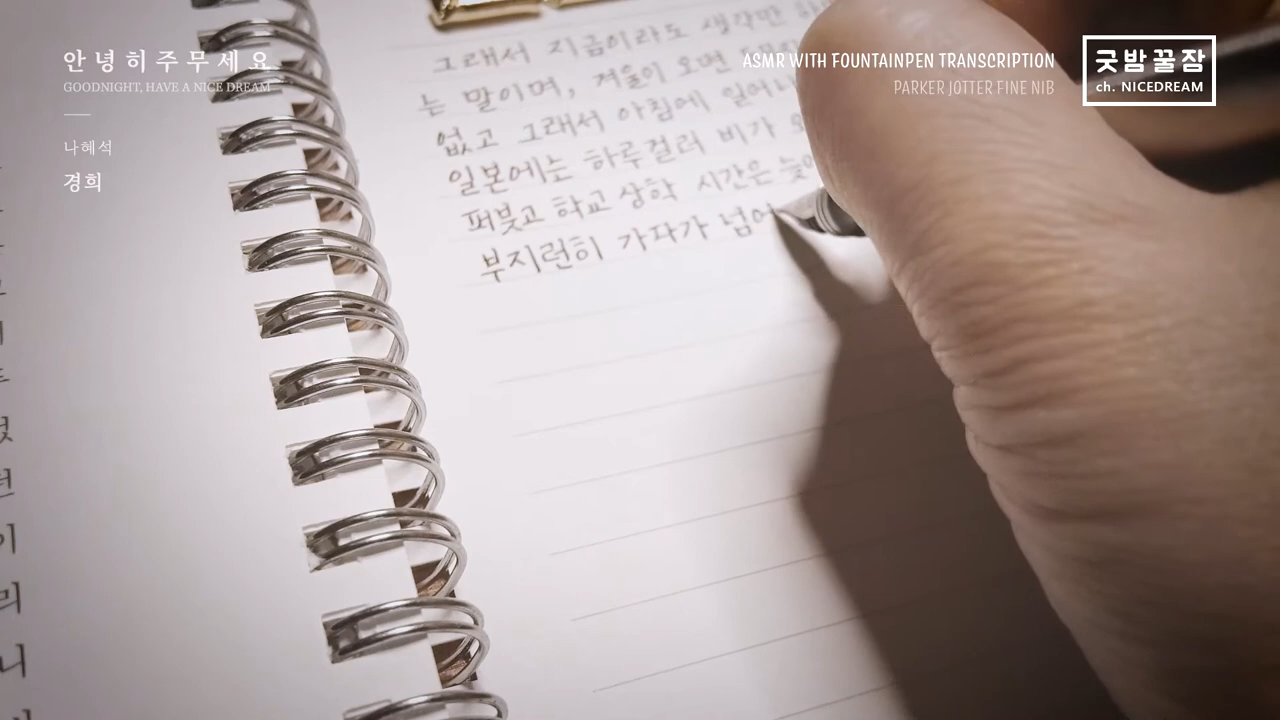 안녕히주무세요
GOODNIGHT, HAVE A NICE DREAM
나혜석
경희
ASMR WITH FOUNTAINPEN TRANSCRIPTION
PARKER JOTTER FINE NIB
굿밤꿀잠
ch. NICEDREAM
그래서 지금이라도 생각만
는 말이며, 겨울이 오면
없고 그래서 아침에 일어나
일본에는 하루걸러 비가 오
퍼붓고 학교 상학 시간은 늦어
부지런히 가다가 넘어